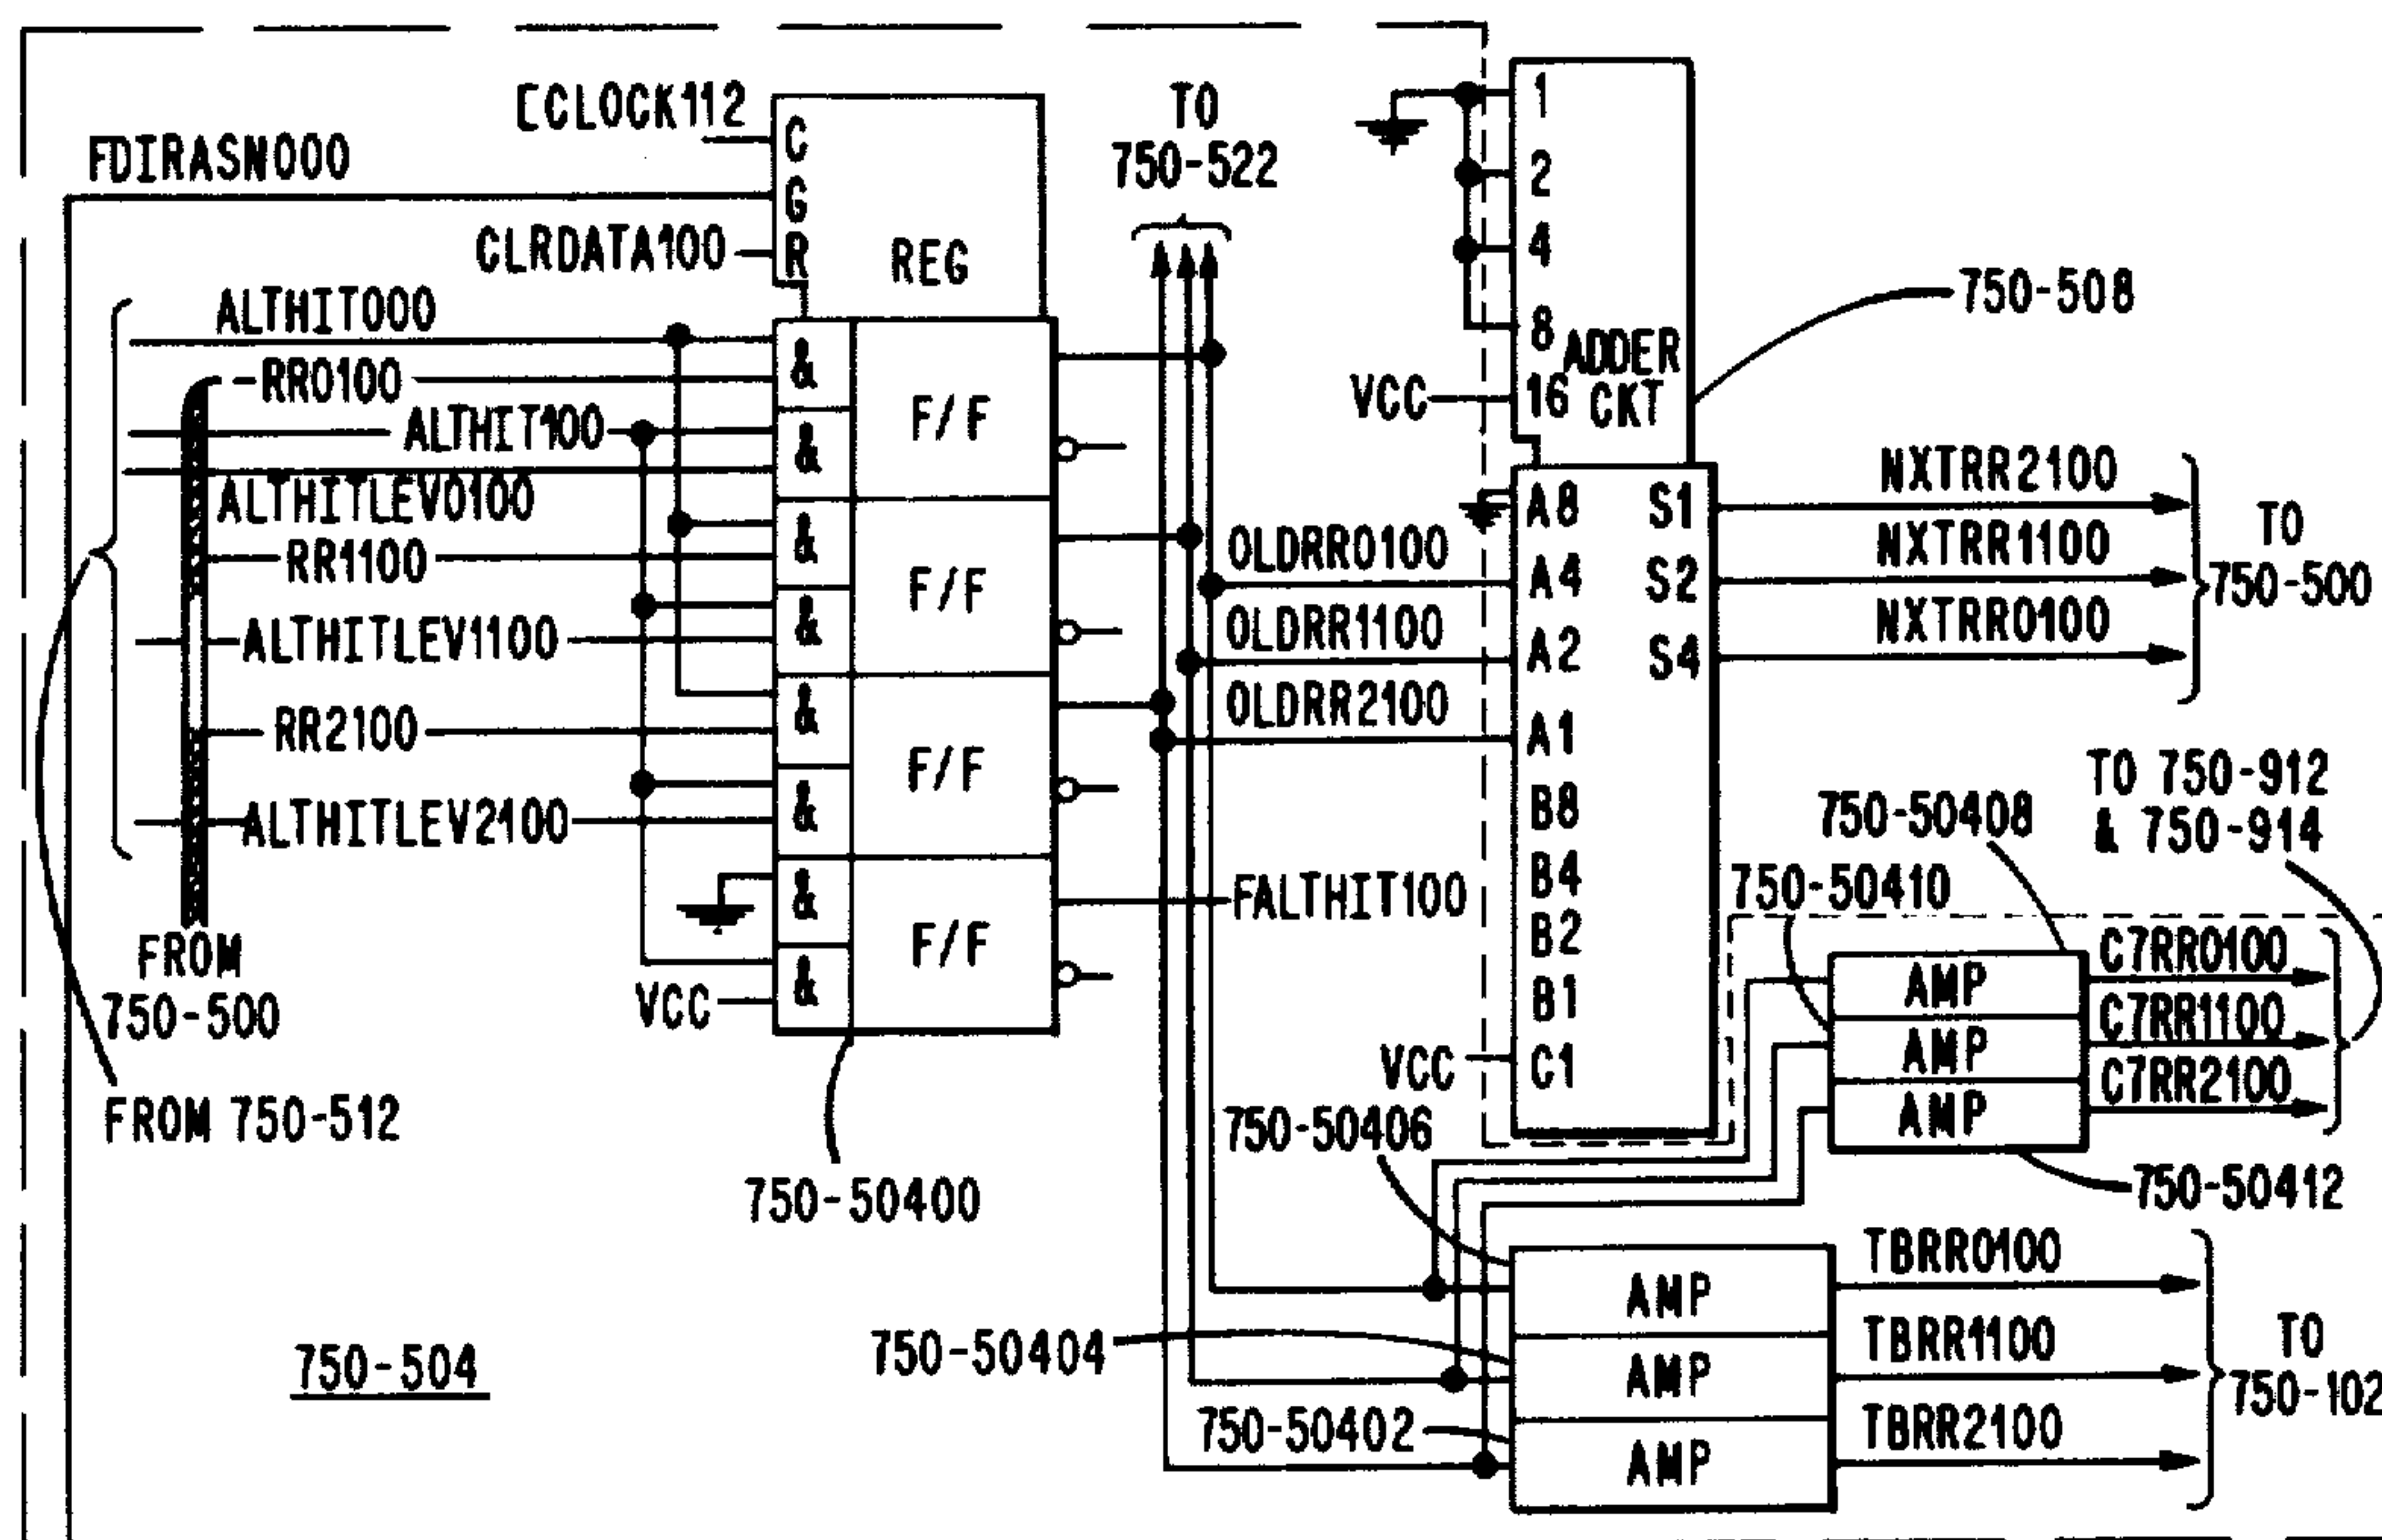 [CLOCK112
FDIRASN000
CLRDATA100
C
G
R
REG
ALTHIT000
-RR0100
ALTHIT100
ALTHITLEV0100
RR1100
ALTHITLEV1100
RR2100
ALTHITLEV2100
VCC
FROM
750-500
FROM 750-512
&
&
&
&
&
&
&
&
F/F
F/F
F/F
F/F
750-50400
750-504
TO
750-522
OLDRR0100
OLDRR1100
OLDRR2100
FALTHIT100
1
2
4
8
16
VCC
ADDER
CKT
750-508
A8
A4
A2
A1
B8
B4
B2
B1
C1
VCC
S1
S2
S4
NXTRR2100
NXTRR1100
NXTRR0100
TO
750-500
TO 750-912
& 750-914
750-50408
750-50410
AMP
AMP
AMP
C7RR0100
C7RR1100
C7RR2100
750-50412
750-50406
750-50404
750-50402
AMP
AMP
AMP
TBRR0100
TBRR1100
TBRR2100
TO
750-102